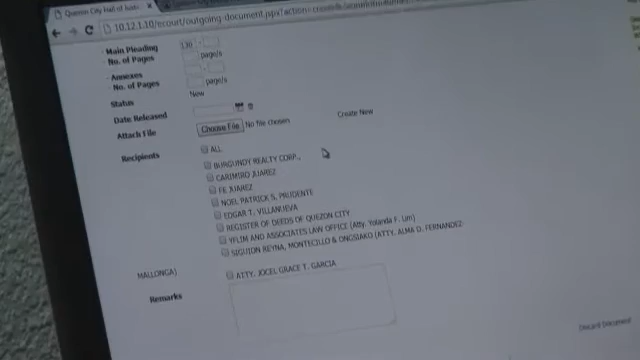 Quezon City Hall of Justi
10.12.1.10/ecourt/outgoing-document.jspx?action=
Main Pleading
No. of Pages
130
page/s
Annexes
No. of Pages
page/s
Status
New
Date Released
Attach File
Choose File No file chosen
Create New
Recipients
ALL
BURGUNDY REALTY CORP.,
CARIMIRO JUAREZ
FE JUAREZ
NOEL PATRICK S. PRUDENTE
EDGAR T. VILLANUEVA
REGISTER OF DEEDS OF QUEZON CITY
YFLIM AND ASSOCIATES LAW OFFICE (Atty. Yolanda F. Lim)
SIGUION REYNA, MONTECILLO & ONGSIAKO (ATTY. ALMA D. FERNANDEZ
MALLONGA)
ATTY. JOCEL GRACE T. GARCIA
Remarks
Discard Document